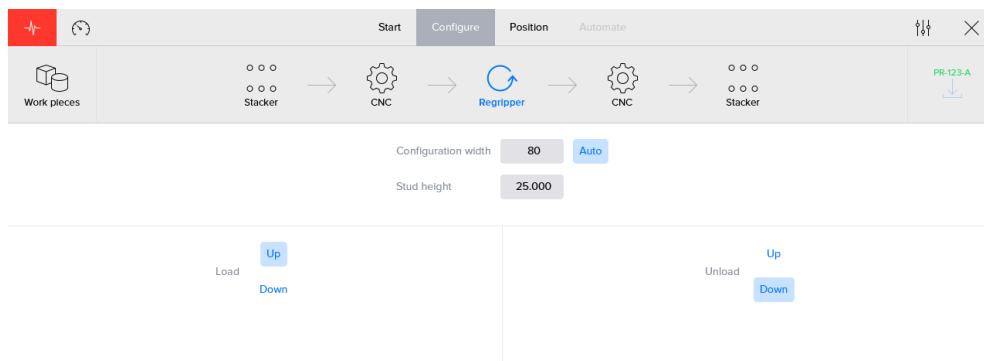 Start Configure Position Automate
Work pieces Stacker CNC Regripper CNC Stacker PR-123-A
Configuration width 80 Auto
Stud height 25.000
Load Up Down
Unload Up Down